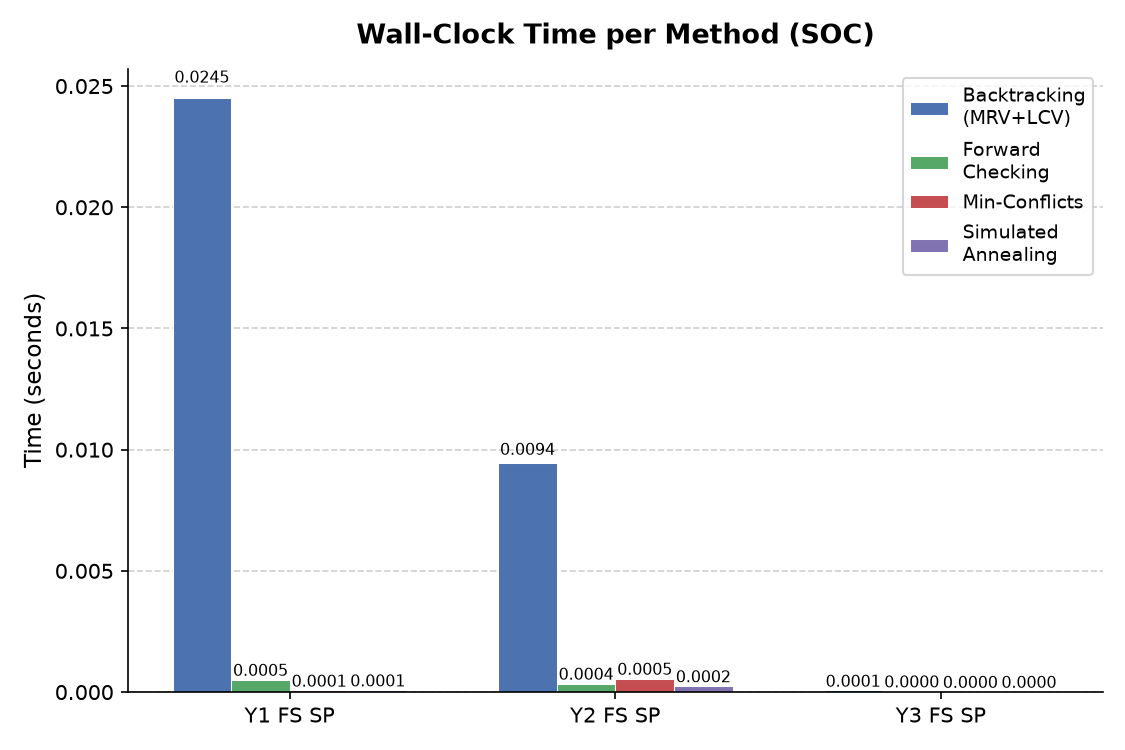 Wall-Clock Time per Method (SOC)
Time (seconds)
0.025
0.020
0.015
0.010
0.005
0.000
0.0245
0.0005
0.0001
0.0001
0.0094
0.0004
0.0005
0.0002
0.0001
0.0000
0.0000
0.0000
Y1 FS SP
Y2 FS SP
Y3 FS SP
Backtracking
(MRV+LCV)
Forward
Checking
Min-Conflicts
Simulated
Annealing